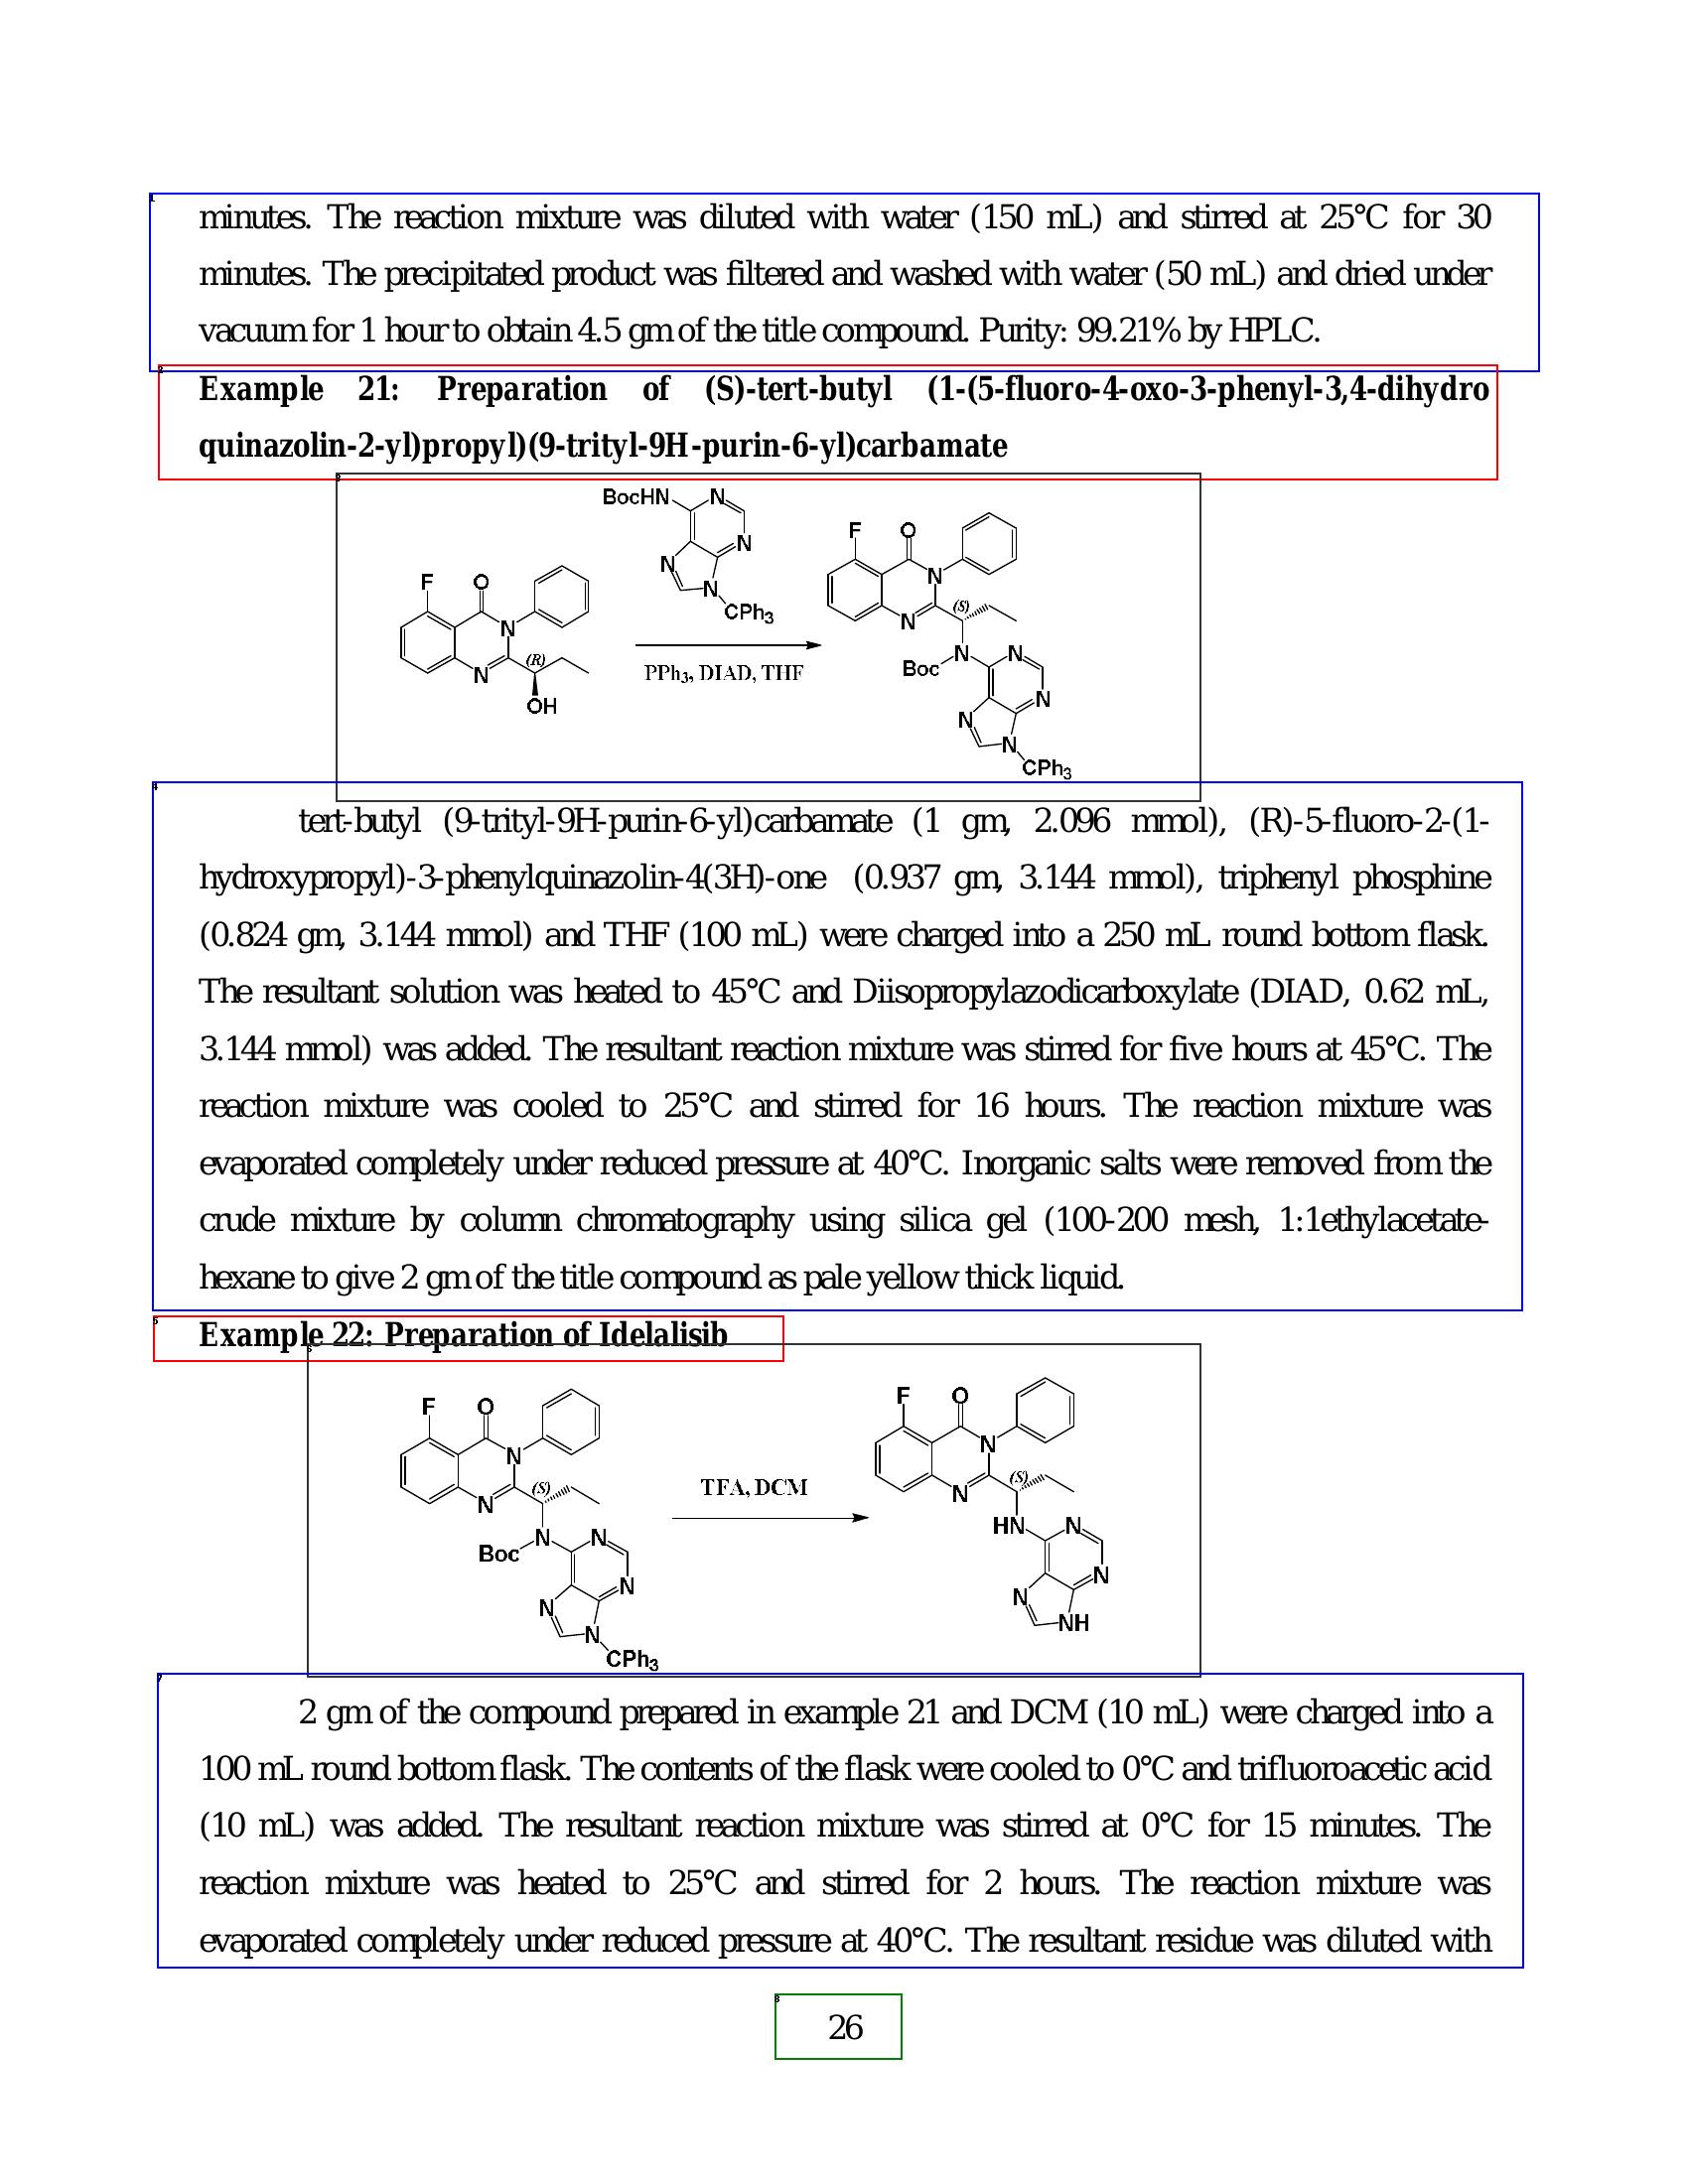 minutes. The reaction mixture was diluted with water (150 mL) and stirred at 25°C for 30
minutes. The precipitated product was filtered and washed with water (50 mL) and dried under
vacuum for 1 hour to obtain 4.5 gm of the title compound. Purity: 99.21% by HPLC.
Example 21: Preparation of (S)-tert-butyl (1-(5-fluoro-4-oxo-3-phenyl-3,4-dihydro
quinazolin-2-yl)propyl)(9-trityl-9H-purin-6-yl)carbamate
BocHN N
N
N
N
CPh3
F O
N
N
(R)
OH
PPh3, DIAD, THF
F O
N
N
(S)
Boc N N
N
N
N
CPh3
tert-butyl (9-trityl-9H-purin-6-yl)carbamate (1 gm, 2.096 mmol), (R)-5-fluoro-2-(1-
hydroxypropyl)-3-phenylquinazolin-4(3H)-one (0.937 gm, 3.144 mmol), triphenyl phosphine
(0.824 gm, 3.144 mmol) and THF (100 mL) were charged into a 250 mL round bottom flask.
The resultant solution was heated to 45°C and Diisopropylazodicarboxylate (DIAD, 0.62 mL,
3.144 mmol) was added. The resultant reaction mixture was stirred for five hours at 45°C. The
reaction mixture was cooled to 25°C and stirred for 16 hours. The reaction mixture was
evaporated completely under reduced pressure at 40°C. Inorganic salts were removed from the
crude mixture by column chromatography using silica gel (100-200 mesh, 1:1ethylacetate-
hexane to give 2 gm of the title compound as pale yellow thick liquid.
Example 22: Preparation of Idelalisib
F O
N
N
(S)
Boc N N
N
N
N
CPh3
TFA, DCM
F O
N
N
(S)
HN N
N
N
NH
2 gm of the compound prepared in example 21 and DCM (10 mL) were charged into a
100 mL round bottom flask. The contents of the flask were cooled to 0°C and trifluoroacetic acid
(10 mL) was added. The resultant reaction mixture was stirred at 0°C for 15 minutes. The
reaction mixture was heated to 25°C and stirred for 2 hours. The reaction mixture was
evaporated completely under reduced pressure at 40°C. The resultant residue was diluted with
26